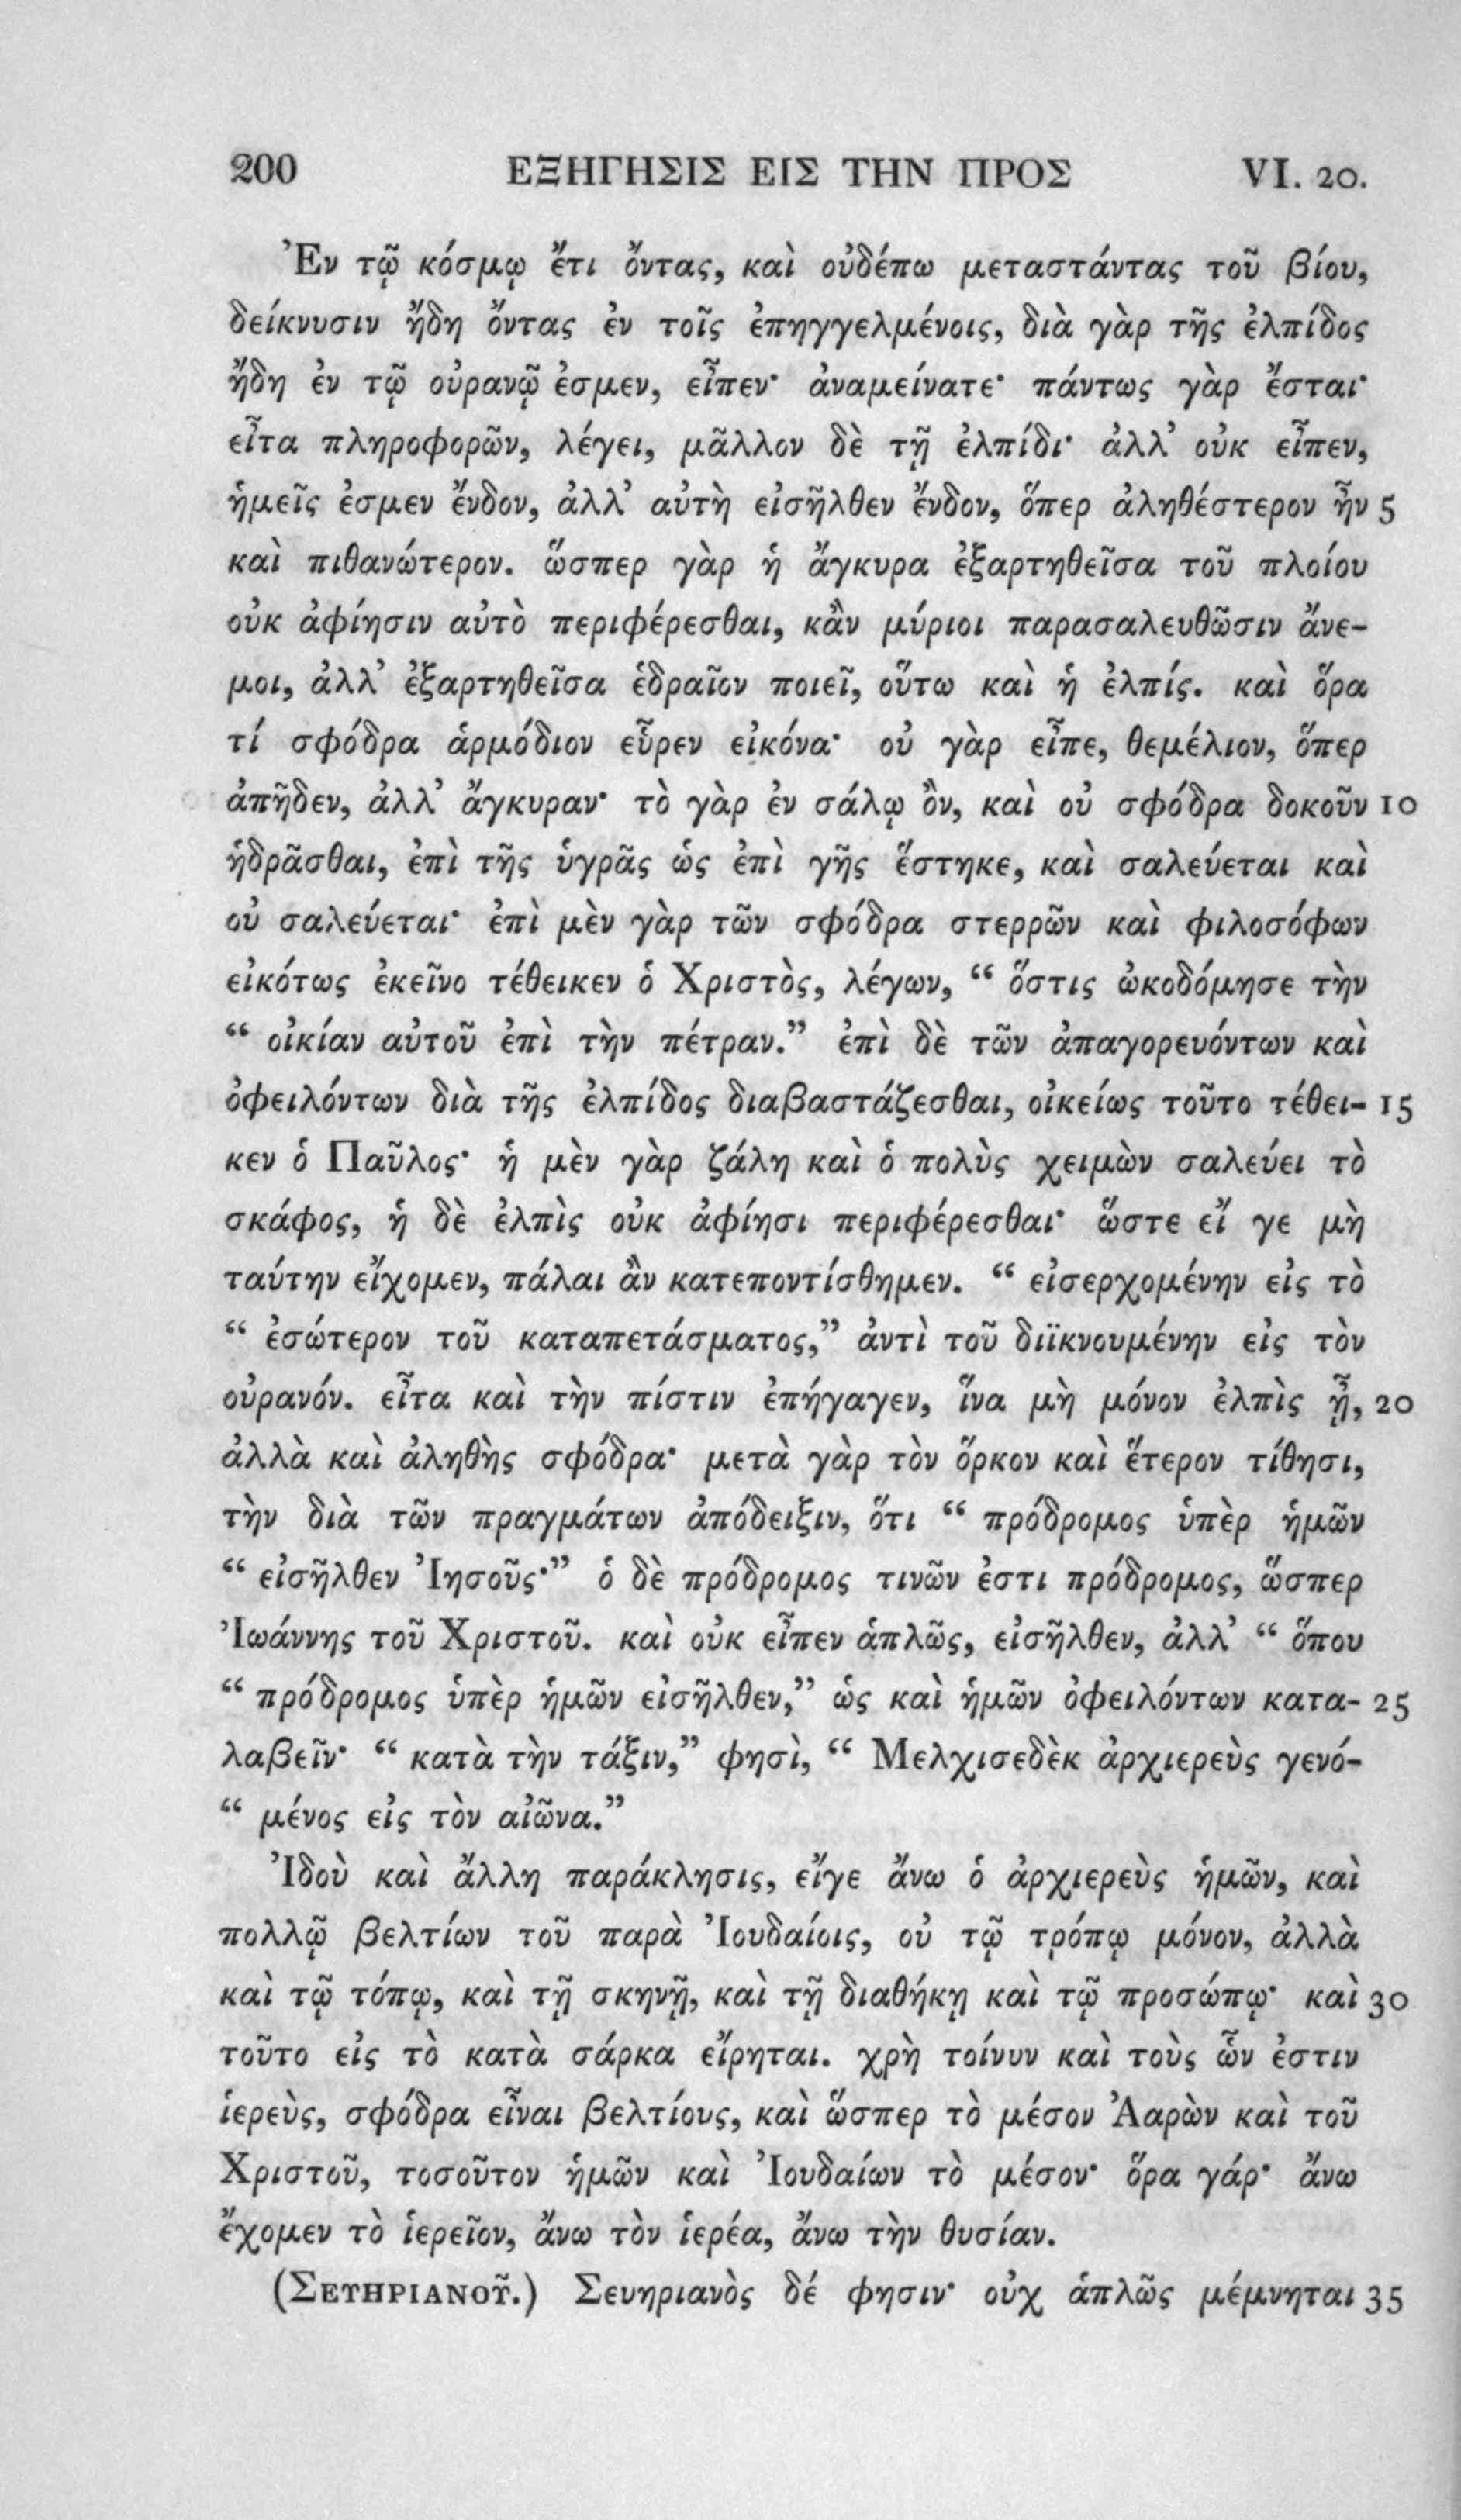 200 ΕΞΗΓΗΣΙΣ ΕΙΣ ΤΗΝ ΠΡΟΣ VI. 20.
Ἐν τῷ κόσμῳ ἔτι ὄντας, καὶ οὐδέπω μεταστάντας τοῦ βίου,
δείκνυσιν ἤδη ὄντας ἐν τοῖς ἐπηγγελμένοις, διὰ γὰρ τῆς ἐλπίδος
ἤδη ἐν τῷ οὐρανῷ ἐσμεν, εἶπεν· ἀναμείνατε· πάντως γὰρ ἔσται·
εἶτα πληροφορῶν, λέγει, μᾶλλον δὲ τῇ ἐλπίδι· ἀλλ’ οὐκ εἶπεν,
ἡμεῖς ἐσμεν ἔνδον, ἀλλ’ αὐτὴ εἰσῆλθεν ἔνδον, ὅπερ ἀληθέστερον ἦν 5
καὶ πιθανώτερον. ὥσπερ γὰρ ἡ ἄγκυρα ἐξαρτηθεῖσα τοῦ πλοίου
οὐκ ἀφίησιν αὐτὸ περιφέρεσθαι, κἂν μύριοι παρασαλευθῶσιν ἄνε-
μοι, ἀλλ’ ἐξαρτηθεῖσα ἑδραῖον ποιεῖ, οὕτω καὶ ἡ ἐλπίς. καὶ ὅρα
τί σφόδρα ἁρμόδιον εὗρεν εἰκόνα· οὐ γὰρ εἶπε, θεμέλιον, ὅπερ
ἀπῇδεν, ἀλλ’ ἄγκυραν· τὸ γὰρ ἐν σάλῳ ὂν, καὶ οὐ σφόδρα δοκοῦν 10
ἡδρᾶσθαι, ἐπὶ τῆς ὑγρᾶς ὡς ἐπὶ γῆς ἕστηκε, καὶ σαλεύεται καὶ
οὐ σαλεύεται· ἐπὶ μὲν γὰρ τῶν σφόδρα στερρῶν καὶ φιλοσόφων
εἰκότως ἐκεῖνο τέθεικεν ὁ Χριστὸς, λέγων, “ ὅστις ὠκοδόμησε τὴν
“ οἰκίαν αὐτοῦ ἐπὶ τὴν πέτραν.” ἐπὶ δὲ τῶν ἀπαγορευόντων καὶ
ὀφειλόντων διὰ τῆς ἐλπίδος διαβαστάζεσθαι, οἰκείως τοῦτο τέθει- 15
κεν ὁ Παῦλος· ἡ μὲν γὰρ ζάλη καὶ ὁ πολὺς χειμὼν σαλεύει τὸ
σκάφος, ἡ δὲ ἐλπὶς οὐκ ἀφίησι περιφέρεσθαι· ὥστε εἴ γε μὴ
ταύτην εἴχομεν, πάλαι ἂν κατεποντίσθημεν. “ εἰσερχομένην εἰς τὸ
“ ἐσώτερον τοῦ καταπετάσματος,” ἀντὶ τοῦ διϊκνουμένην εἰς τὸν
οὐρανόν. εἶτα καὶ τὴν πίστιν ἐπήγαγεν, ἵνα μὴ μόνον ἐλπὶς ᾖ, 20
ἀλλὰ καὶ ἀληθὴς σφόδρα· μετὰ γὰρ τὸν ὅρκον καὶ ἕτερον τίθησι,
τὴν διὰ τῶν πραγμάτων ἀπόδειξιν, ὅτι “ πρόδρομος ὑπὲρ ἡμῶν
“ εἰσῆλθεν Ἰησοῦς·” ὁ δὲ πρόδρομος τινῶν ἐστι πρόδρομος, ὥσπερ
Ἰωάννης τοῦ Χριστοῦ. καὶ οὐκ εἶπεν ἁπλῶς, εἰσῆλθεν, ἀλλ’ “ ὅπου
“ πρόδρομος ὑπὲρ ἡμῶν εἰσῆλθεν,” ὡς καὶ ἡμῶν ὀφειλόντων κατα- 25
λαβεῖν· “ κατὰ τὴν τάξιν,” φησὶ, “ Μελχισεδὲκ ἀρχιερεὺς γενό-
“ μένος εἰς τὸν αἰῶνα.”
Ἰδοὺ καὶ ἄλλη παράκλησις, εἴγε ἄνω ὁ ἀρχιερεὺς ἡμῶν, καὶ
πολλῷ βελτίων τοῦ παρὰ Ἰουδαίοις, οὐ τῷ τρόπῳ μόνον, ἀλλὰ
καὶ τῷ τόπῳ, καὶ τῇ σκηνῇ, καὶ τῇ διαθήκῃ καὶ τῷ προσώπῳ· καὶ 30
τοῦτο εἰς τὸ κατὰ σάρκα εἴρηται. χρὴ τοίνυν καὶ τοὺς ὧν ἐστιν
ἱερεὺς, σφόδρα εἶναι βελτίους, καὶ ὥσπερ τὸ μέσον Ἀαρὼν καὶ τοῦ
Χριστοῦ, τοσοῦτον ἡμῶν καὶ Ἰουδαίων τὸ μέσον· ὅρα γάρ· ἄνω
ἔχομεν τὸ ἱερεῖον, ἄνω τὸν ἱερέα, ἄνω τὴν θυσίαν.
(ΣΕΥΗΡΙΑΝΟῦ.) Σευηριανὸς δέ φησιν· οὐχ ἁπλῶς μέμνηται 35